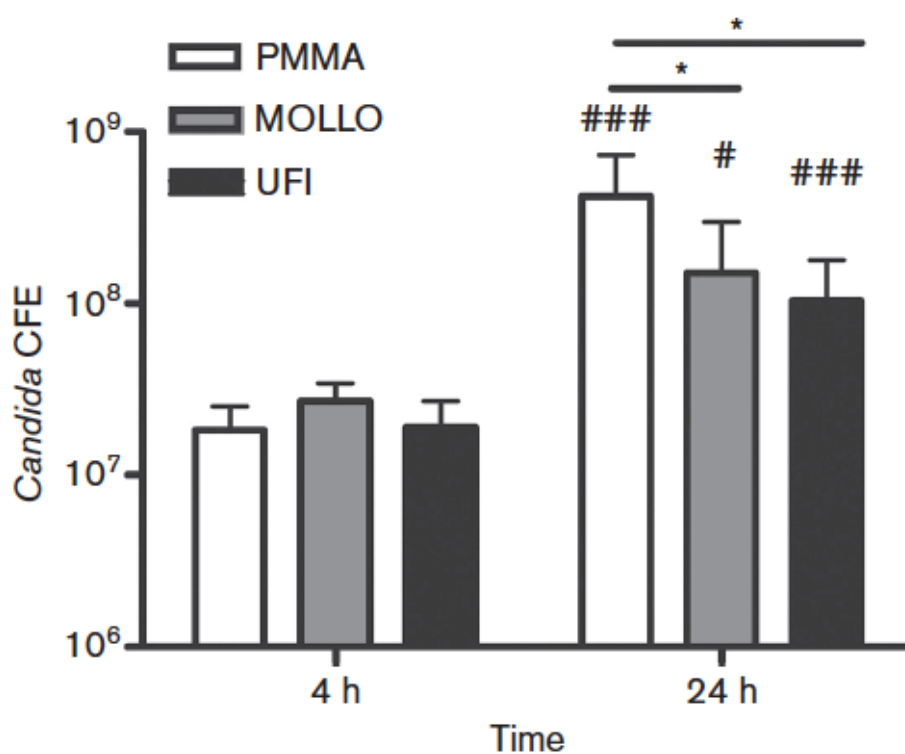 PMMA
MOLLO
UFI
*
*
###
#
###
10⁹
10⁸
10⁷
10⁶
Candida CFE
4 h
24 h
Time